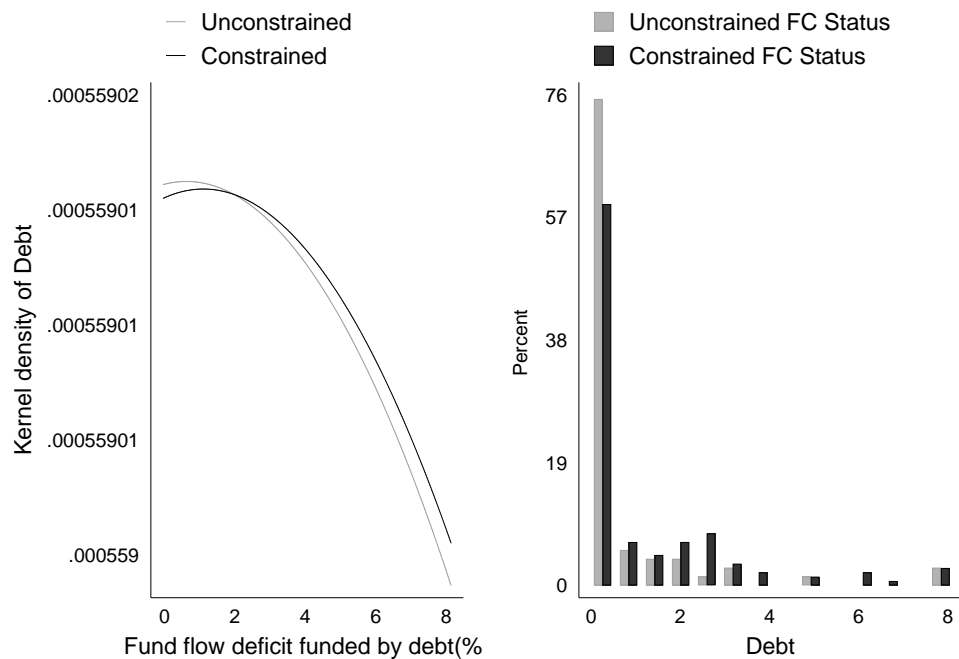 Unconstrained
Constrained
.00055902
.00055901
.00055901
.00055901
.000559
Kernel density of Debt
0 2 4 6 8
Fund flow deficit funded by debt(%
Unconstrained FC Status
Constrained FC Status
76
57
38
19
0
Percent
0 2 4 6 8
Debt